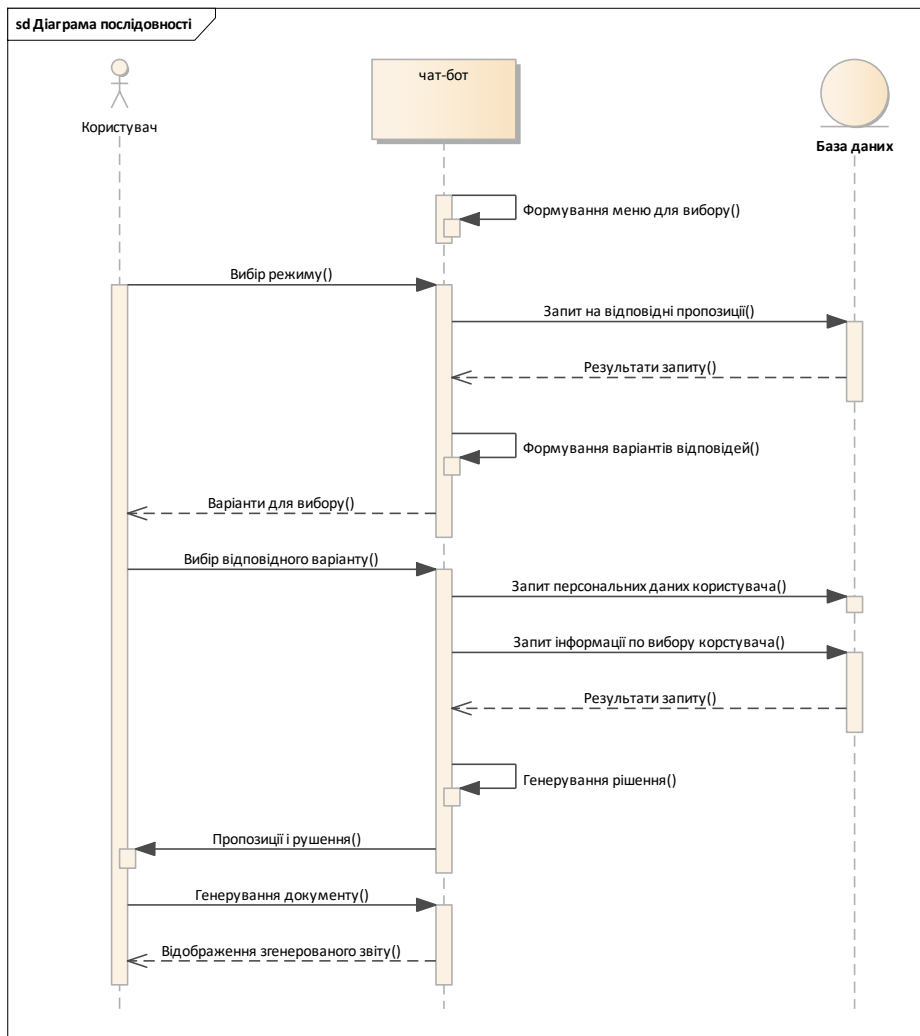 sd Діаграма послідовності
Користувач
чат-бот
База даних
Формування меню для вибору()
Вибір режиму()
Запит на відповідні пропозиції()
Результати запиту()
Формування варіантів відповідей()
Варіанти для вибору()
Вибір відповідного варіанту()
Запит персональних даних користувача()
Запит інформації по вибору корстувача()
Результати запиту()
Генерування рішення()
Пропозиції і рушення()
Генерування документу()
Відображення згенерованого звіту()